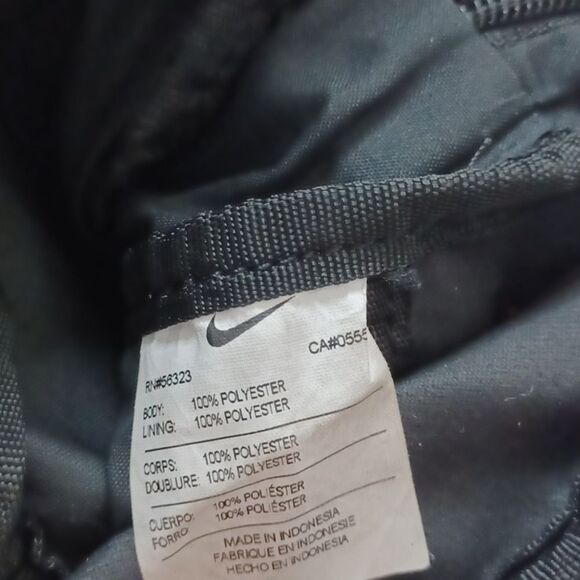 RN#56323 CA#0555
BODY: 100% POLYESTER
LINING: 100% POLYESTER
CORPS: 100% POLYESTER
DOUBLURE: 100% POLYESTER
CUERPO: 100% POLIÉSTER
FORRO: 100% POLIÉSTER
MADE IN INDONESIA
FABRIQUE EN INDONESIE
HECHO EN INDONESIA